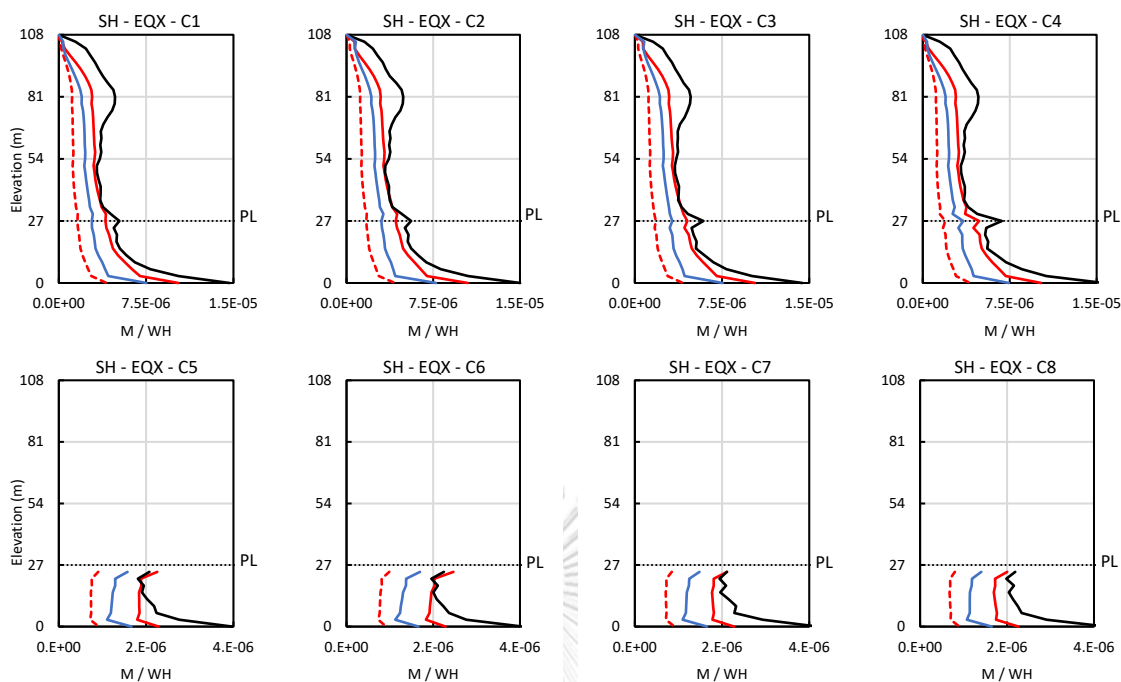 SH - EQX - C1
SH - EQX - C2
SH - EQX - C3
SH - EQX - C4
108
108
108
108
81
81
81
81
54
54
54
54
27
27
27
27
0
0
0
0
Elevation (m)
PL
PL
0.0E+00 7.5E-06 1.5E-05
0.0E+00 7.5E-06 1.5E-05
0.0E+00 7.5E-06 1.5E-05
0.0E+00 7.5E-06 1.5E-05
M / WH
M / WH
M / WH
M / WH
SH - EQX - C5
SH - EQX - C6
SH - EQX - C7
SH - EQX - C8
108
108
108
108
81
81
81
81
54
54
54
54
27
27
27
27
0
0
0
0
Elevation (m)
PL
PL
0.E+00 2.E-06 4.E-06
0.E+00 2.E-06 4.E-06
0.E+00 2.E-06 4.E-06
0.E+00 2.E-06 4.E-06
M / WH
M / WH
M / WH
M / WH